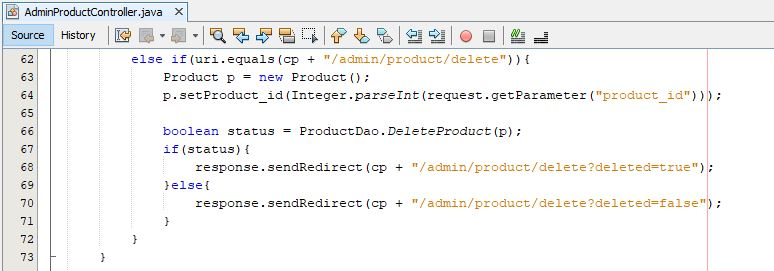 AdminProductController.java
Source History
62 else if(uri.equals(cp + "/admin/product/delete")){
63 Product p = new Product();
64 p.setProduct_id(Integer.parseInt(request.getParameter("product_id")));
65
66 boolean status = ProductDao.DeleteProduct(p);
67 if(status){
68 response.sendRedirect(cp + "/admin/product/delete?deleted=true");
69 }else{
70 response.sendRedirect(cp + "/admin/product/delete?deleted=false");
71 }
72 }
73 }